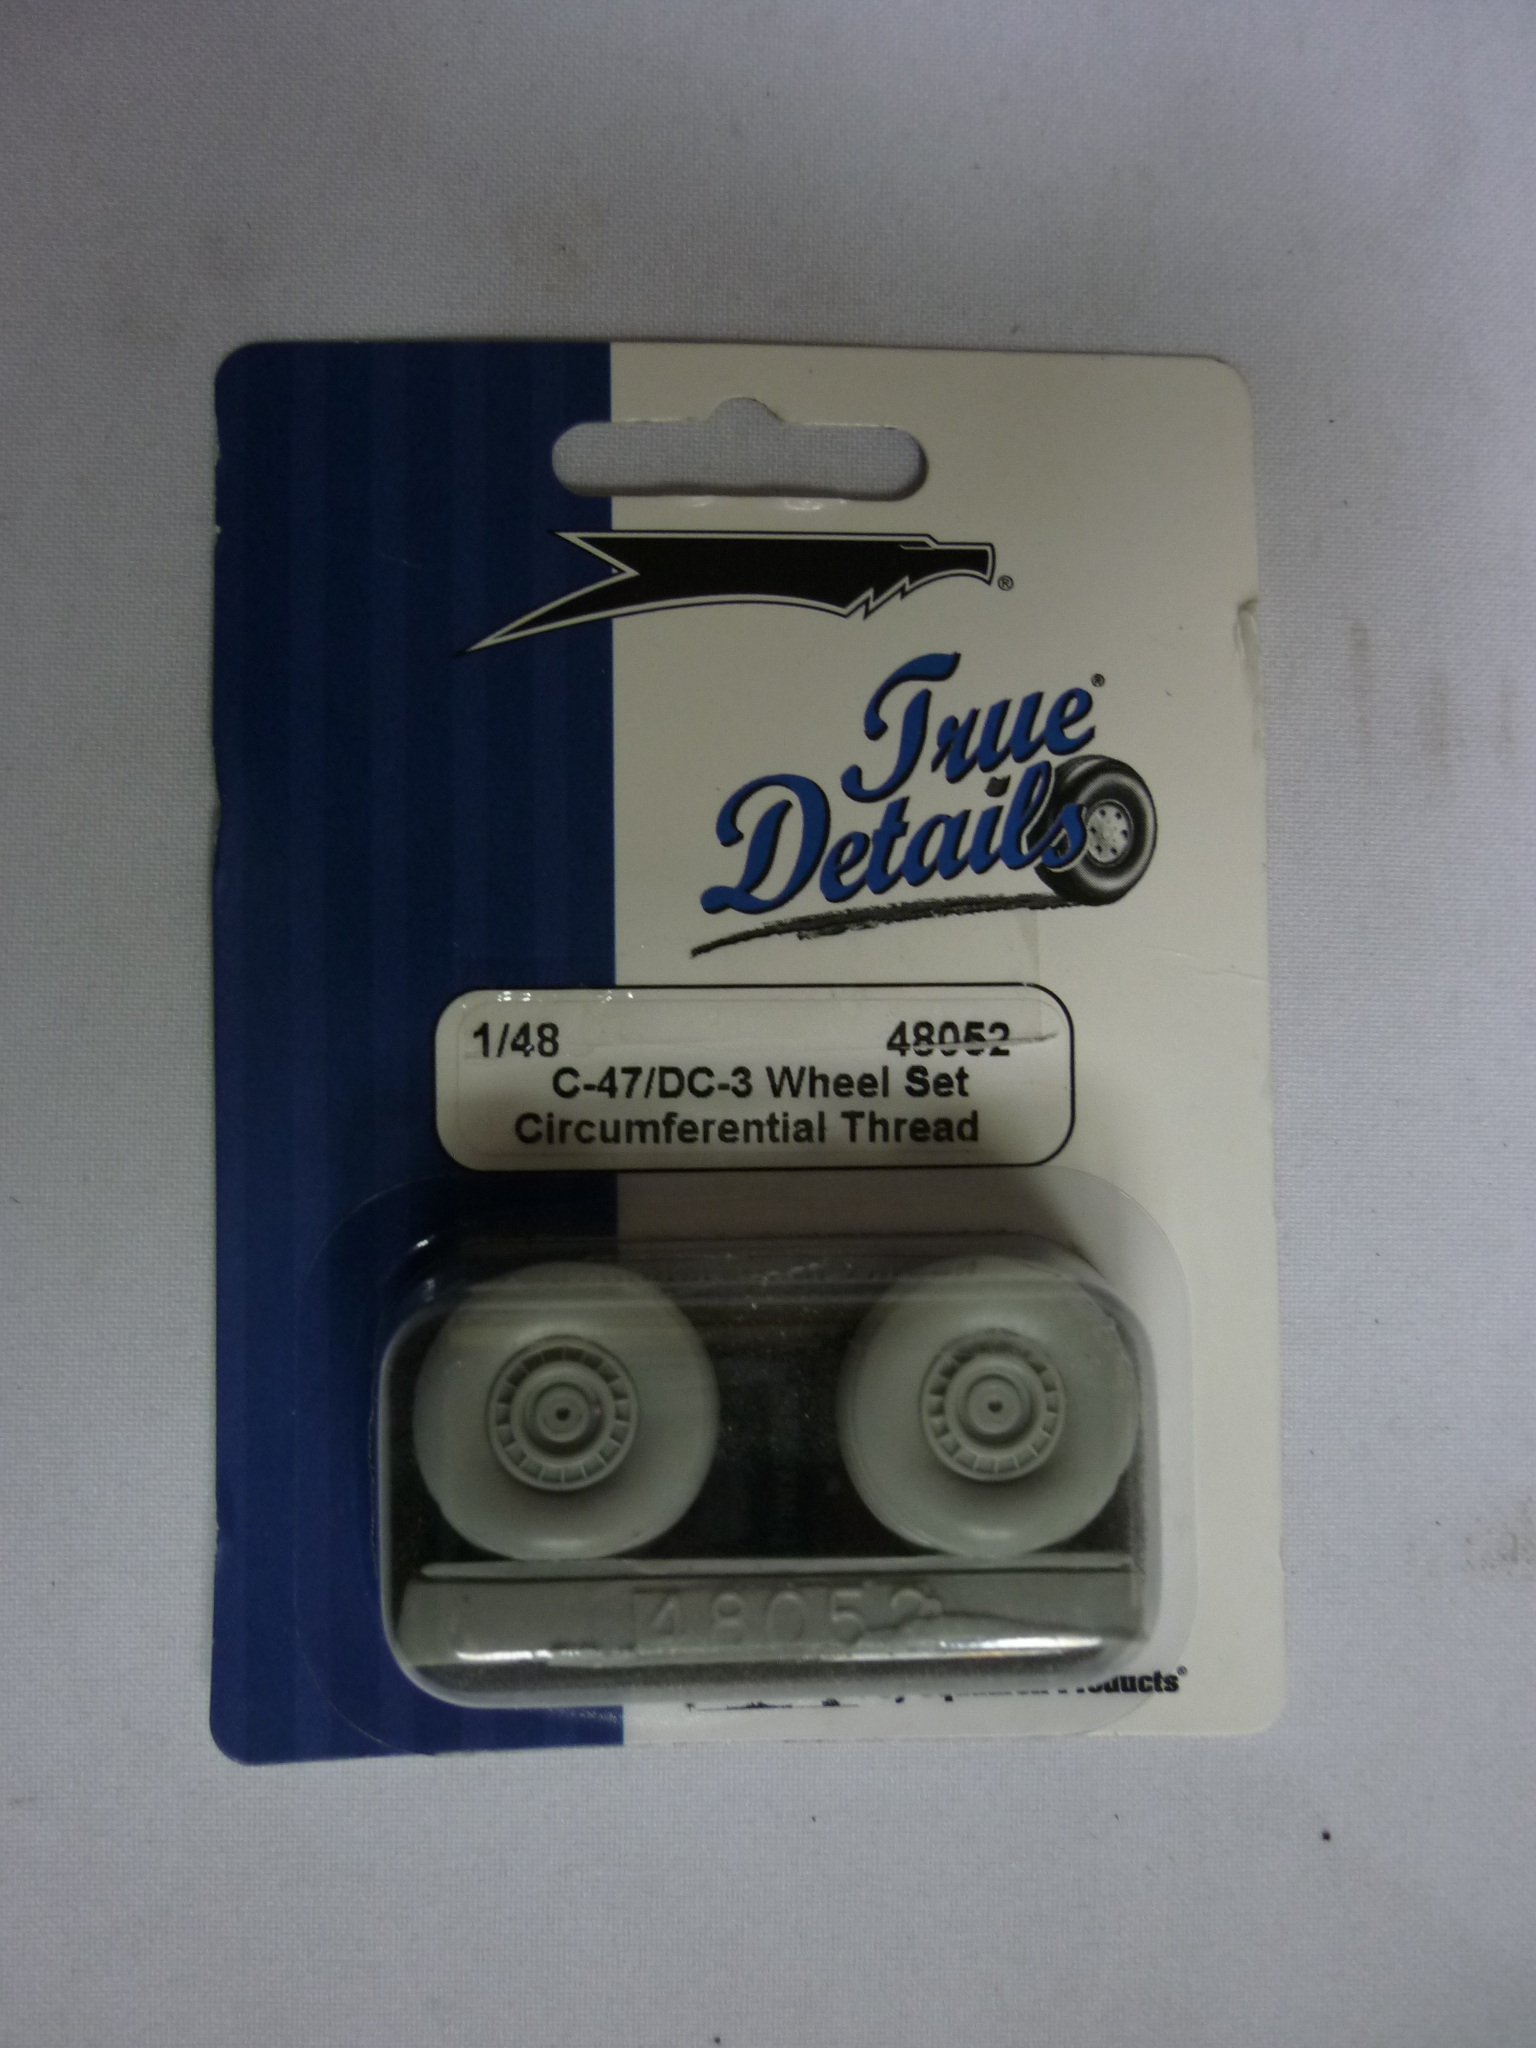 ®
True®
Details
1/48 48052
C-47/DC-3 Wheel Set
Circumferential Thread
48052
Products®